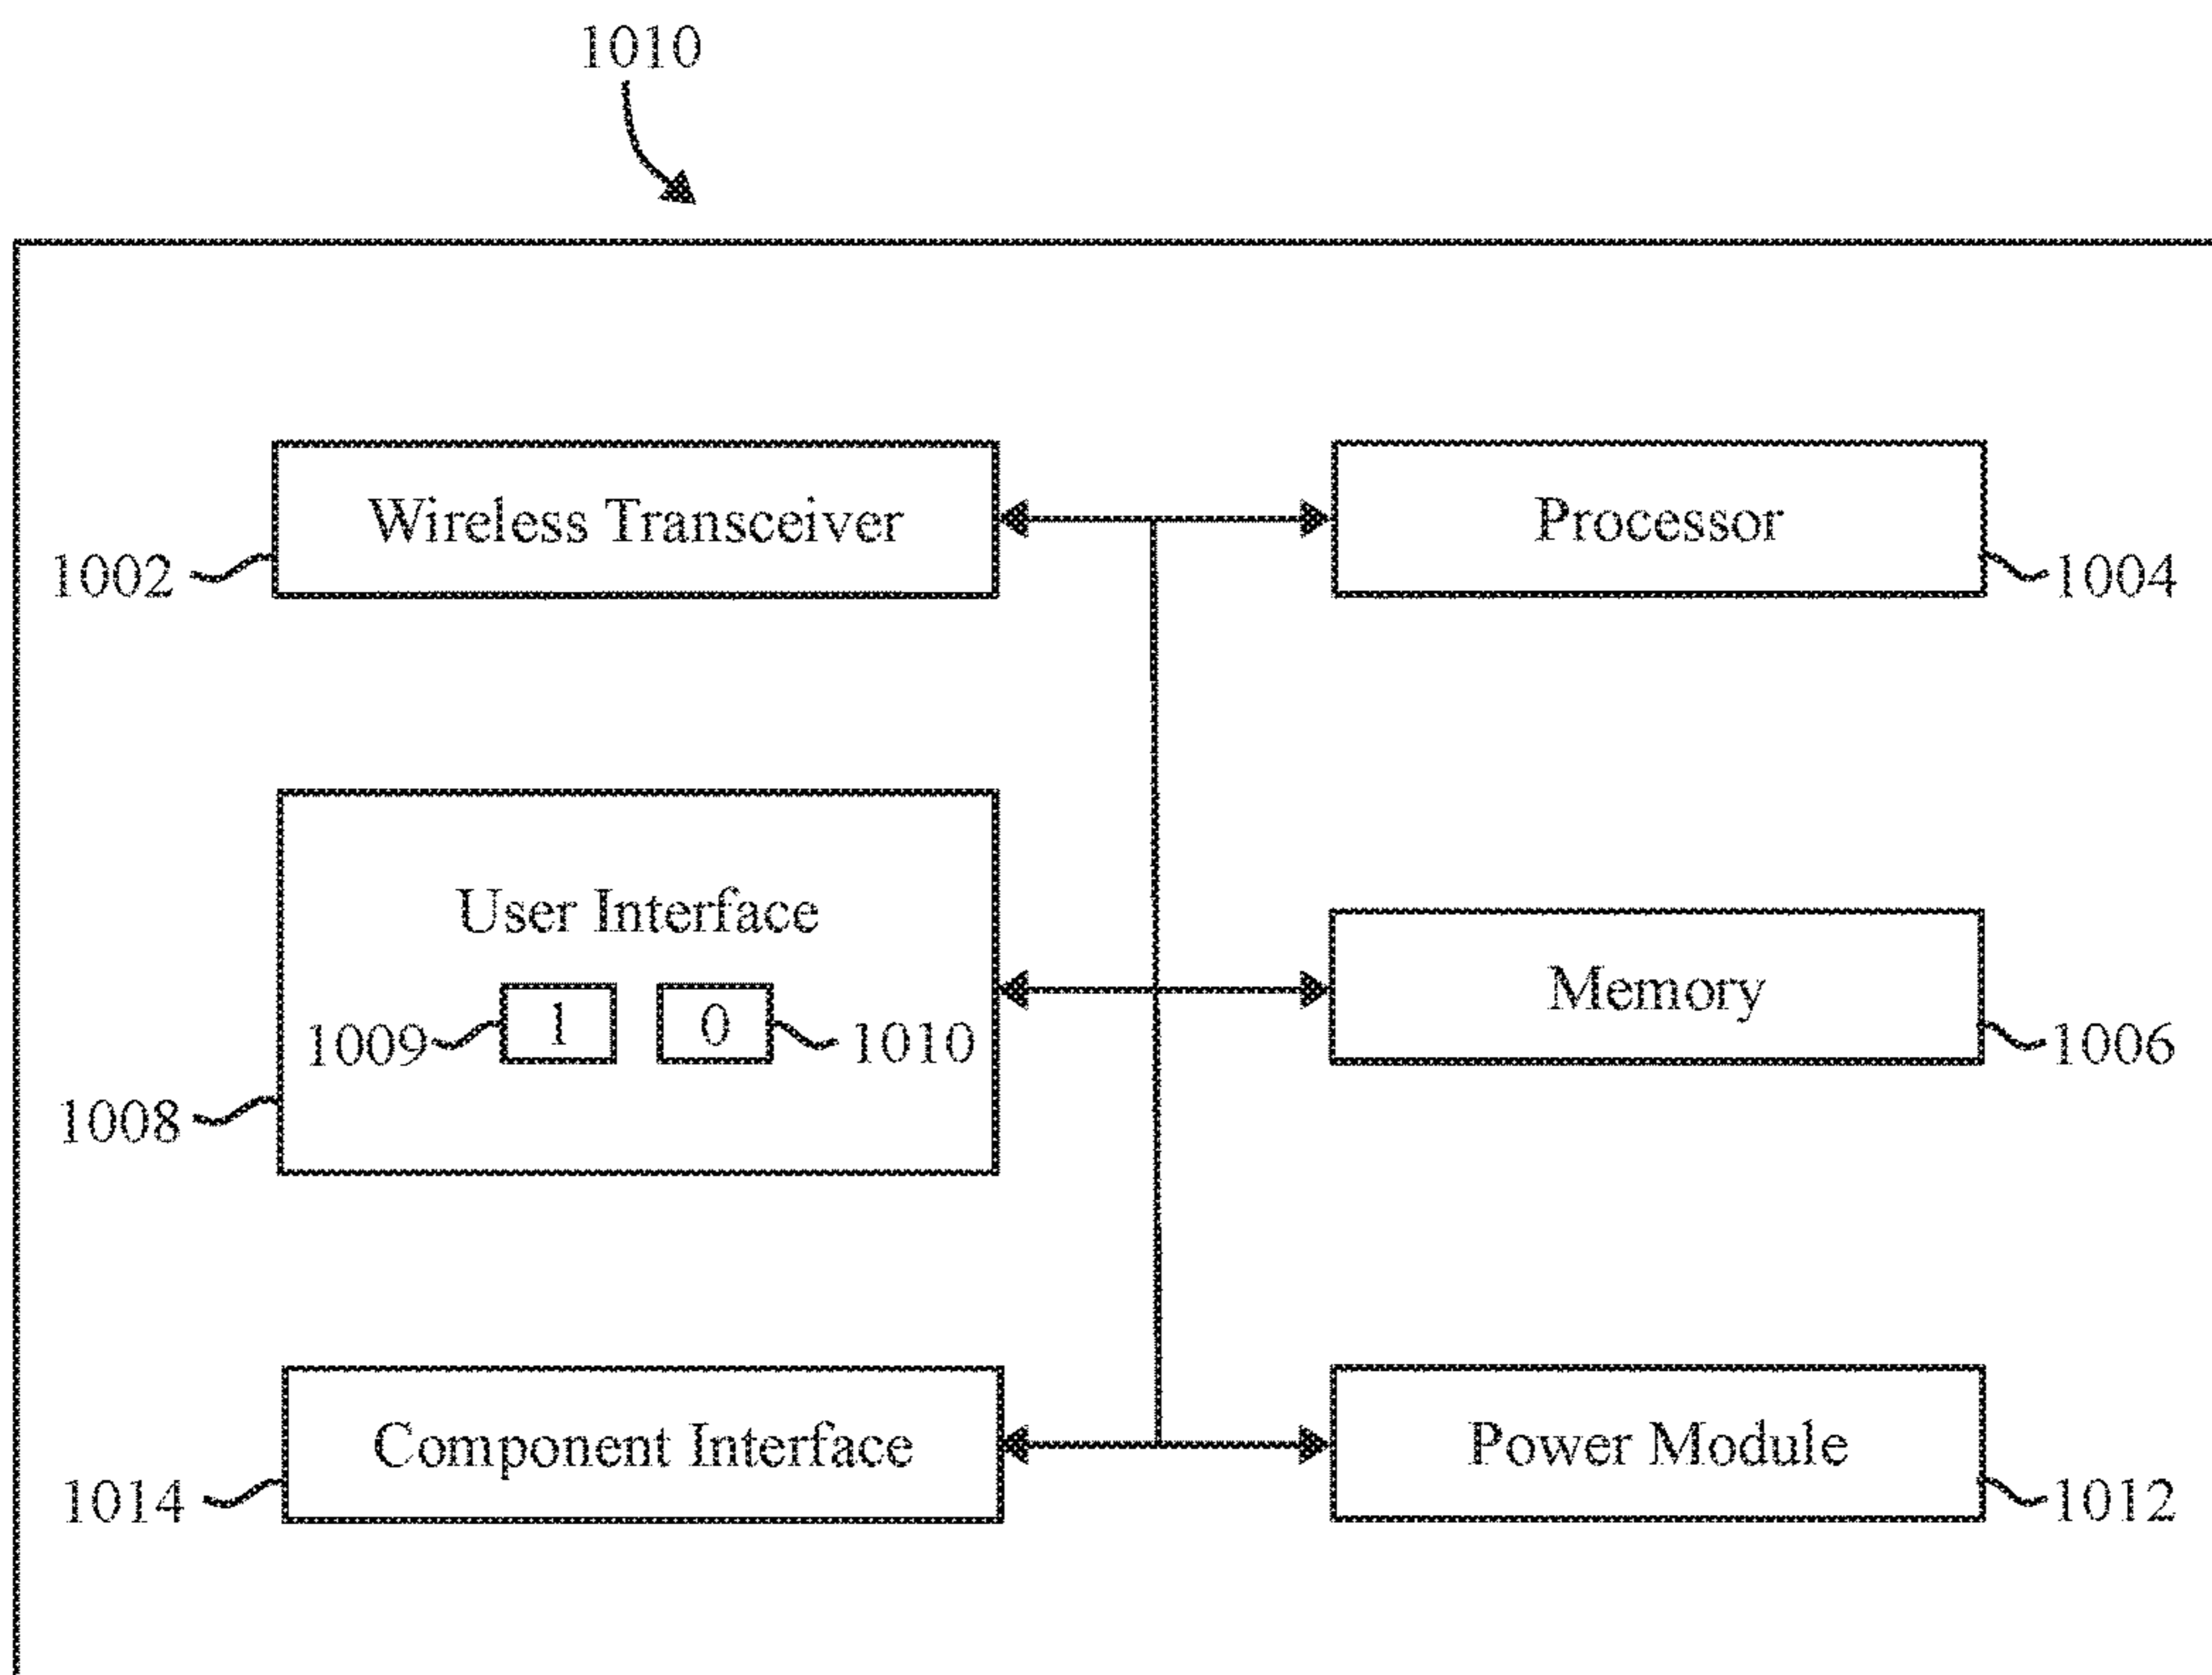 1010
Wireless Transceiver
Processor
1002
1004
User Interface
1 0
1009
1010
Memory
1006
1008
Component Interface
Power Module
1014
1012